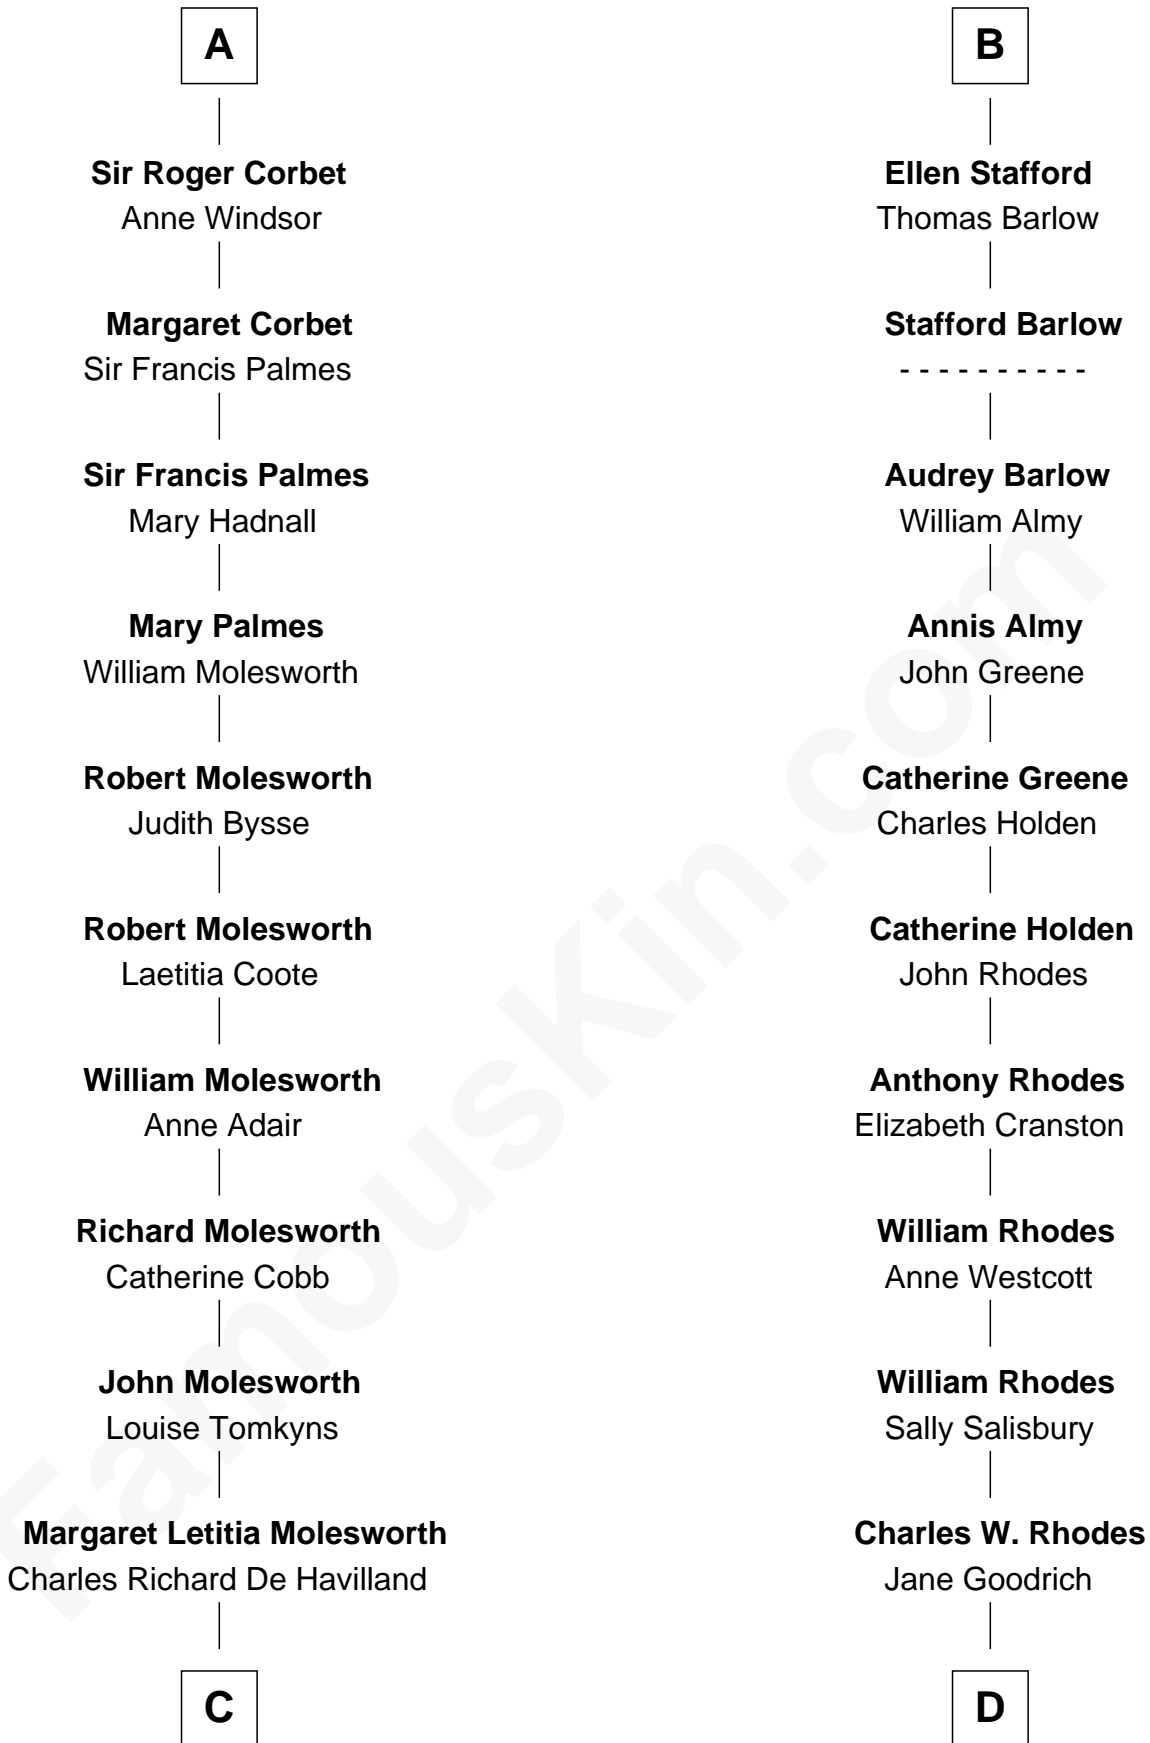 A
Sir Roger Corbet
Anne Windsor
Margaret Corbet
Sir Francis Palmes
Sir Francis Palmes
Mary Hadnall
Mary Palmes
William Molesworth
Robert Molesworth
Judith Bysse
Robert Molesworth
Laetitia Coote
William Molesworth
Anne Adair
Richard Molesworth
Catherine Cobb
John Molesworth
Louise Tomkyns
Margaret Letitia Molesworth
Charles Richard De Havilland
C
B
Ellen Stafford
Thomas Barlow
Stafford Barlow
- - - - - - - - - -
Audrey Barlow
William Almy
Annis Almy
John Greene
Catherine Greene
Charles Holden
Catherine Holden
John Rhodes
Anthony Rhodes
Elizabeth Cranston
William Rhodes
Anne Westcott
William Rhodes
Sally Salisbury
Charles W. Rhodes
Jane Goodrich
D
FamousKin.com